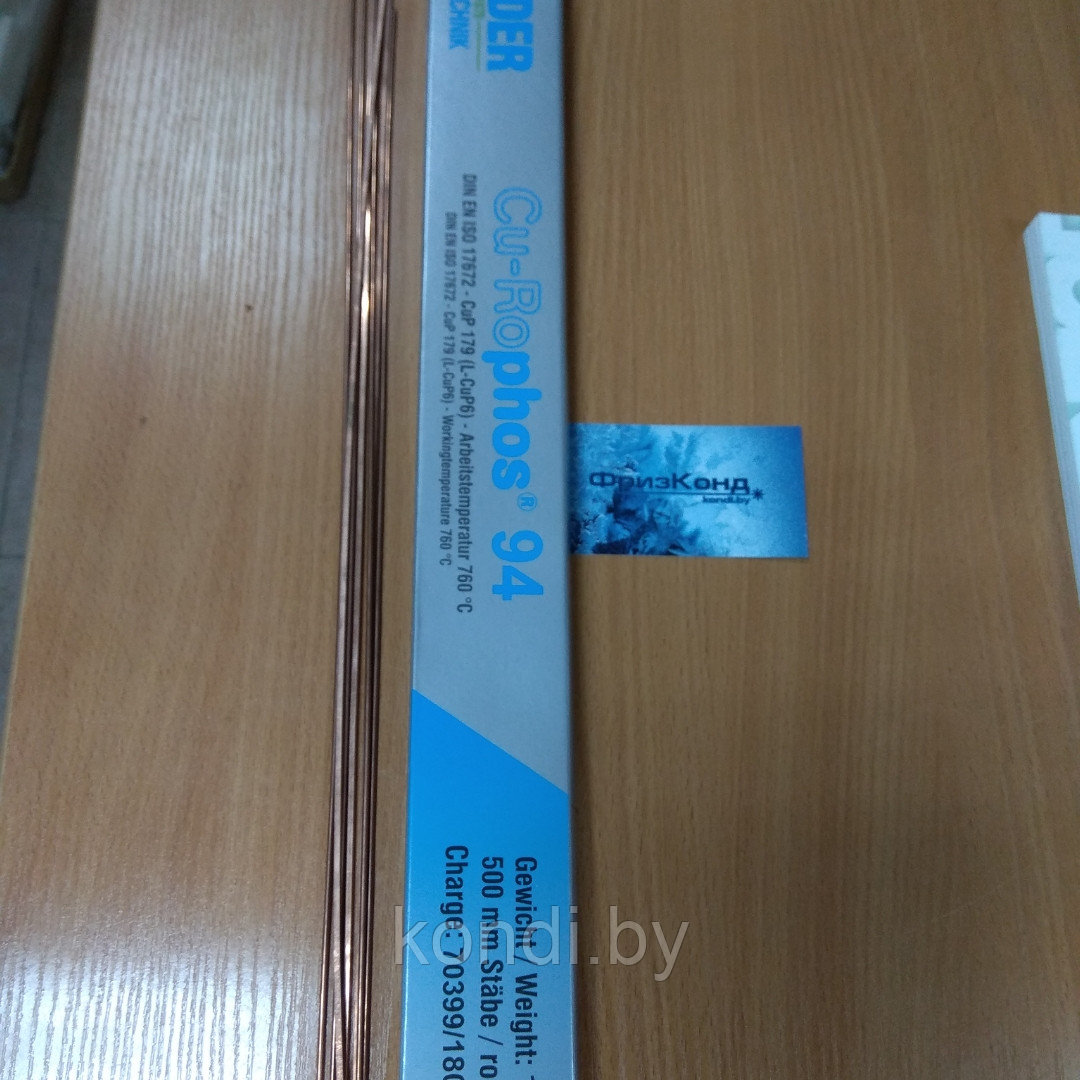 DER
Cu-Rophos® 94
DIN EN ISO 17672 - CuP 179 (L-CuP6) - Arbeitstemperatur 760 °C
DIN EN ISO 17672 - CuP 179 (L-CuP6) - Workingtemperature 760 °C
ФризКонд
kondi.by
Gewicht / Weight:
500 mm Stäbe / ro
Charge: 70399/180
kondi.by